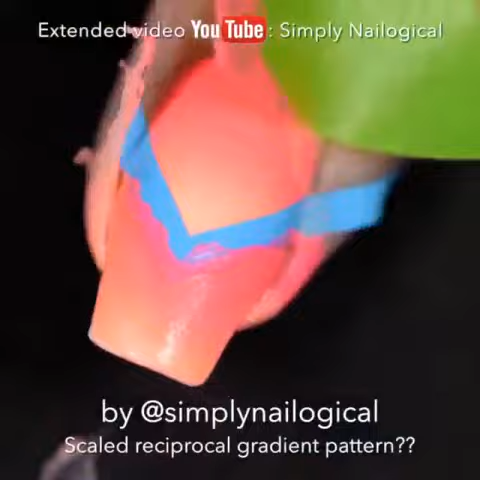 Extended video YouTube: Simply Nailogical
by @simplynailogical
Scaled reciprocal gradient pattern??